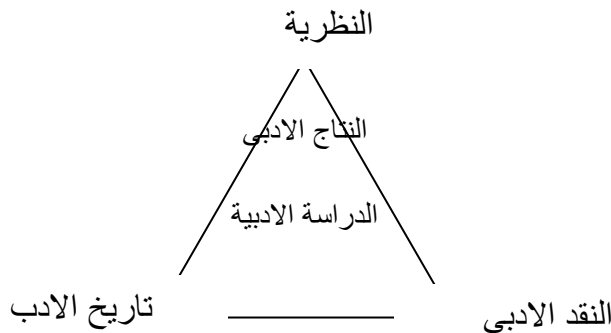 النظرية
النتاج الادبي
الدراسة الادبية
النقد الادبي
تاريخ الادب